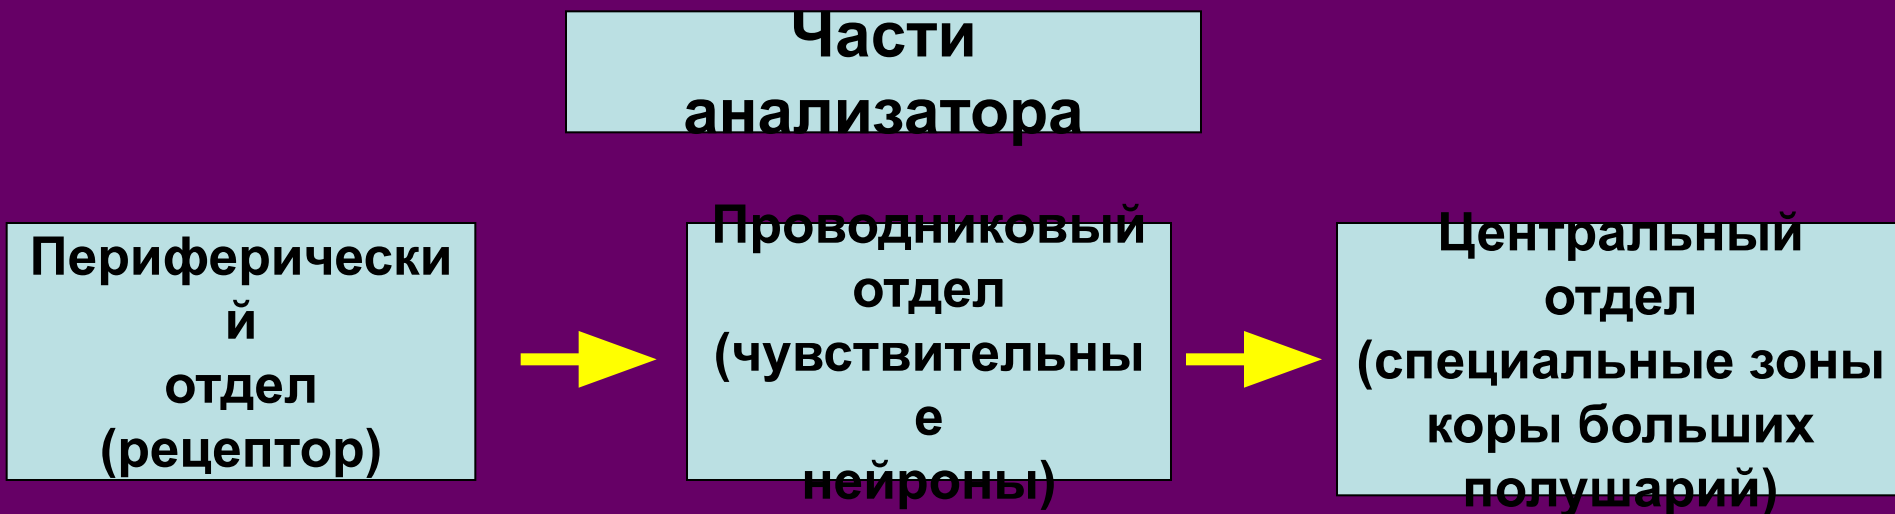 Части
анализатора
Периферически
й
отдел
(рецептор)
Проводниковый
отдел
(чувствительны
е
нейроны)
Центральный
отдел
(специальные зоны
коры больших
полушарий)